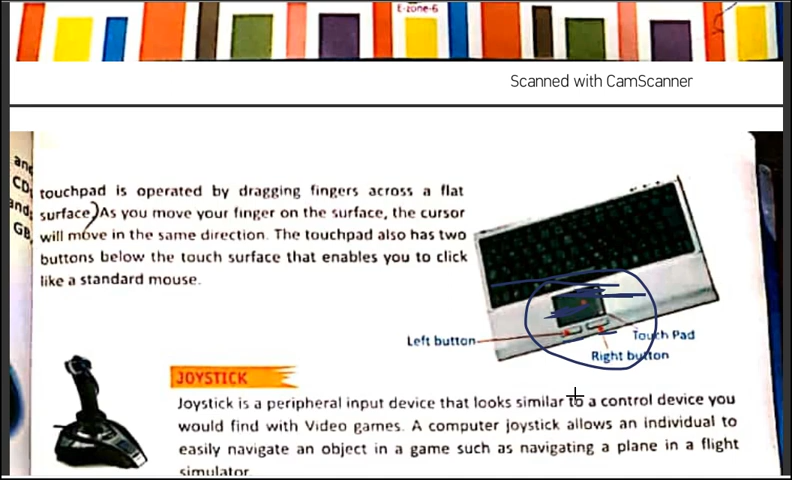 E-zone-6
Scanned with CamScanner
and
CD,
and
GB,
touchpad is operated by dragging fingers across a flat
surface. As you move your finger on the surface, the cursor
will move in the same direction. The touchpad also has two
buttons below the touch surface that enables you to click
like a standard mouse.
Left button
Touch Pad
Right button
JOYSTICK
Joystick is a peripheral input device that looks similar to a control device you
would find with Video games. A computer joystick allows an individual to
easily navigate an object in a game such as navigating a plane in a flight
simulator.